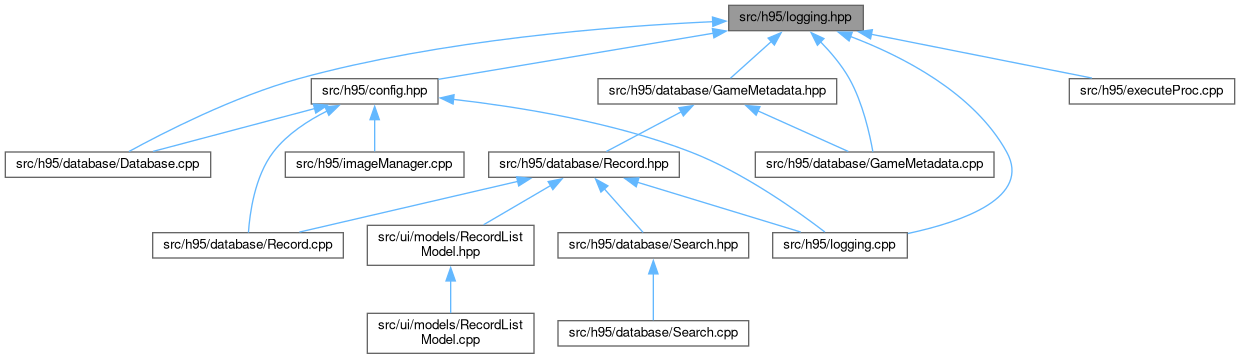 src/h95/logging.hpp
src/h95/config.hpp
src/h95/database/GameMetadata.hpp
src/h95/executeProc.cpp
src/h95/database/Database.cpp
src/h95/imageManager.cpp
src/h95/database/Record.hpp
src/h95/database/GameMetadata.cpp
src/h95/database/Record.cpp
src/ui/models/RecordList
Model.hpp
src/h95/database/Search.hpp
src/h95/logging.cpp
src/ui/models/RecordList
Model.cpp
src/h95/database/Search.cpp